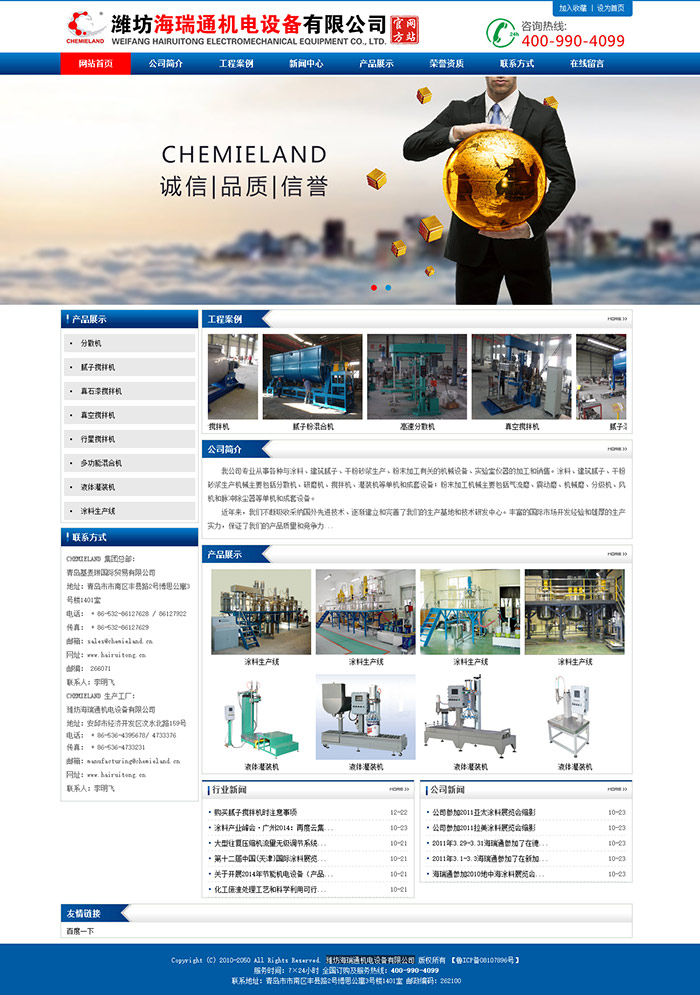 加入收藏 | 设为首页
CHEMIELAND
潍坊海瑞通机电设备有限公司
官网
方站
WEIFANG HAIRUITONG ELECTROMECHANICAL EQUIPMENT CO., LTD.
24h
咨询热线:
400-990-4099
网站首页 公司简介 工程案例 新闻中心 产品展示 荣誉资质 联系方式 在线留言
CHEMIELAND
诚信|品质|信誉
产品展示
分散机
腻子搅拌机
真石漆搅拌机
真空搅拌机
行星搅拌机
多功能混合机
液体灌装机
涂料生产线
联系方式
CHEMIELAND 集团总部:
青岛基麦琳国际贸易有限公司
地址: 青岛市市南区丰县路2号博思公寓3
号楼1401室
电话: + 86-532-86127628 / 86127922
传真: + 86-532-86127629
邮箱: sales@chemieland.cn
网址: www.hairuitong.cn
邮编: 266071
联系人: 李明飞
CHEMIELAND 生产工厂:
潍坊海瑞通机电设备有限公司
地址: 安邱市经济开发区汶水北路159号
电话: + 86-536-4395678/ 4733376
传真: + 86-536-4733231
邮箱: manufacturing@chemieland.cn
网址: www.hairuitong.cn
联系人: 李明飞
工程案例 MORE >>
搅拌机 腻子粉混合机 高速分散机 真空搅拌机
公司简介 MORE >>
我公司专业从事各种与涂料、建筑腻子、干粉砂浆生产、粉末加工有关的机械设备、实验室仪器的加工和销售。涂料、建筑腻子、干粉
砂浆生产机械主要包括分散机、研磨机、搅拌机、灌装机等单机和成套设备; 粉末加工机械主要包括气流磨、震动磨、机械磨、分级机、风
机和脉冲除尘器等单机和成套设备。
近年来, 我们不断吸收采纳国外先进技术、逐渐建立和完善了我们的生产基地和技术研发中心。丰富的国际市场开发经验和雄厚的生产
实力, 保证了我们的产品质量和竞争力...
产品展示 MORE >>
涂料生产线 涂料生产线 涂料生产线 涂料生产线
液体灌装机 液体灌装机 液体灌装机 液体灌装机
行业新闻 MORE >>
购买腻子搅拌机时注意事项 12-22
涂料产业峰会·广州2014: 再度云集... 10-23
大型往复压缩机流量无级调节系统... 10-21
第十二届中国(天津)国际涂料展览... 10-21
关于开展2014年节能机电设备(产品... 10-21
化工废渣处理工艺和科学利用可行... 10-21
公司新闻 MORE >>
公司参加2011亚太涂料展览会缩影 10-23
公司参加2011拉美涂料展览会缩影 10-23
2011年3.29-3.31海瑞通参加了在德... 10-23
2011年3.1-3.3海瑞通参加了在新加... 10-23
海瑞通参加2010地中海涂料展览会... 10-23
友情链接
百度一下
Copyright (C) 2010-2050 All Rights Reserved. 潍坊海瑞通机电设备有限公司 版权所有 【鲁ICP备08107896号】
服务时间: 7×24小时 全国订购及服务热线: 400-990-4099
联系地址: 青岛市市南区丰县路2号博思公寓3号楼1401室 邮政编码: 262100